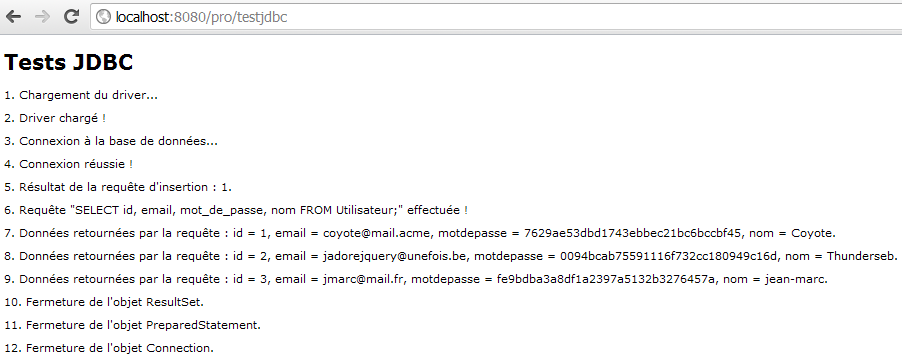 localhost:8080/pro/testjdbc
Tests JDBC
1. Chargement du driver...
2. Driver chargé !
3. Connexion à la base de données...
4. Connexion réussie !
5. Résultat de la requête d'insertion : 1.
6. Requête "SELECT id, email, mot_de_passe, nom FROM Utilisateur;" effectuée !
7. Données retournées par la requête : id = 1, email = coyote@mail.acme, motdepasse = 7629ae53dbd1743ebbec21bc6bccbf45, nom = Coyote.
8. Données retournées par la requête : id = 2, email = jadorejquery@unefois.be, motdepasse = 0094bcab75591116f732cc180949c16d, nom = Thunderseb.
9. Données retournées par la requête : id = 3, email = jmarc@mail.fr, motdepasse = fe9bdba3a8df1a2397a5132b3276457a, nom = jean-marc.
10. Fermeture de l'objet ResultSet.
11. Fermeture de l'objet PreparedStatement.
12. Fermeture de l'objet Connection.